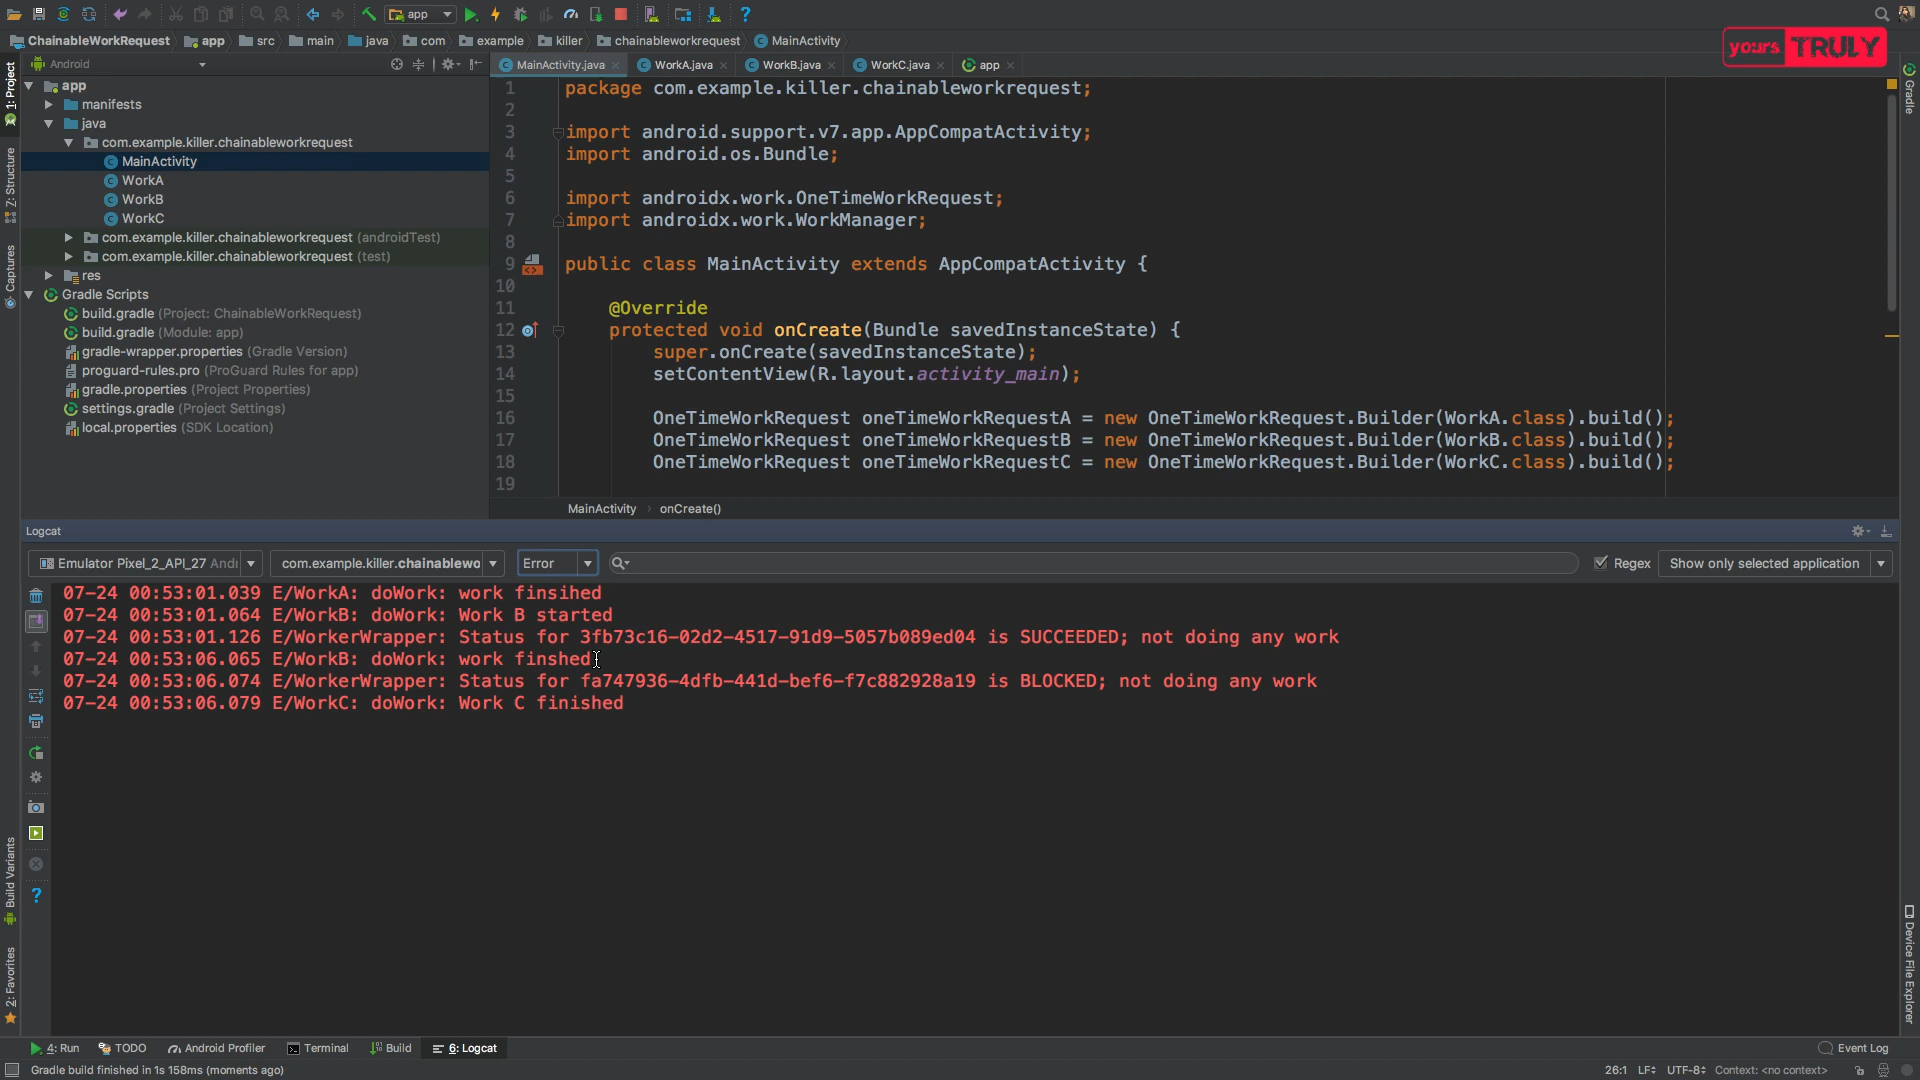 app
ChainableWorkRequest app src main java com example killer chainableworkrequest MainActivity
yours TRULY
Android
MainActivity.java WorkA.java WorkB.java WorkC.java app
1: Project
Z: Structure
Captures
Build Variants
2: Favorites
app
manifests
java
com.example.killer.chainableworkrequest
MainActivity
WorkA
WorkB
WorkC
com.example.killer.chainableworkrequest (androidTest)
com.example.killer.chainableworkrequest (test)
res
Gradle Scripts
build.gradle (Project: ChainableWorkRequest)
build.gradle (Module: app)
gradle-wrapper.properties (Gradle Version)
proguard-rules.pro (ProGuard Rules for app)
gradle.properties (Project Properties)
settings.gradle (Project Settings)
local.properties (SDK Location)
1 package com.example.killer.chainableworkrequest;
2
3 import android.support.v7.app.AppCompatActivity;
4 import android.os.Bundle;
5
6 import androidx.work.OneTimeWorkRequest;
7 import androidx.work.WorkManager;
8
9 public class MainActivity extends AppCompatActivity {
10
11 @Override
12 protected void onCreate(Bundle savedInstanceState) {
13 super.onCreate(savedInstanceState);
14 setContentView(R.layout.activity_main);
15
16 OneTimeWorkRequest oneTimeWorkRequestA = new OneTimeWorkRequest.Builder(WorkA.class).build();
17 OneTimeWorkRequest oneTimeWorkRequestB = new OneTimeWorkRequest.Builder(WorkB.class).build();
18 OneTimeWorkRequest oneTimeWorkRequestC = new OneTimeWorkRequest.Builder(WorkC.class).build();
19
MainActivity › onCreate()
Gradle
Device File Explorer
Logcat
Emulator Pixel_2_API_27 Andr com.example.killer.chainablewo Error Regex Show only selected application
07-24 00:53:01.039 E/WorkA: doWork: work finsihed
07-24 00:53:01.064 E/WorkB: doWork: Work B started
07-24 00:53:01.126 E/WorkerWrapper: Status for 3fb73c16-02d2-4517-91d9-5057b089ed04 is SUCCEEDED; not doing any work
07-24 00:53:06.065 E/WorkB: doWork: work finshed
07-24 00:53:06.074 E/WorkerWrapper: Status for fa747936-4dfb-441d-bef6-f7c882928a19 is BLOCKED; not doing any work
07-24 00:53:06.079 E/WorkC: doWork: Work C finished
4: Run TODO Android Profiler Terminal Build 6: Logcat Event Log
Gradle build finished in 1s 158ms (moments ago) 26:1 LF UTF-8 Context: <no context>